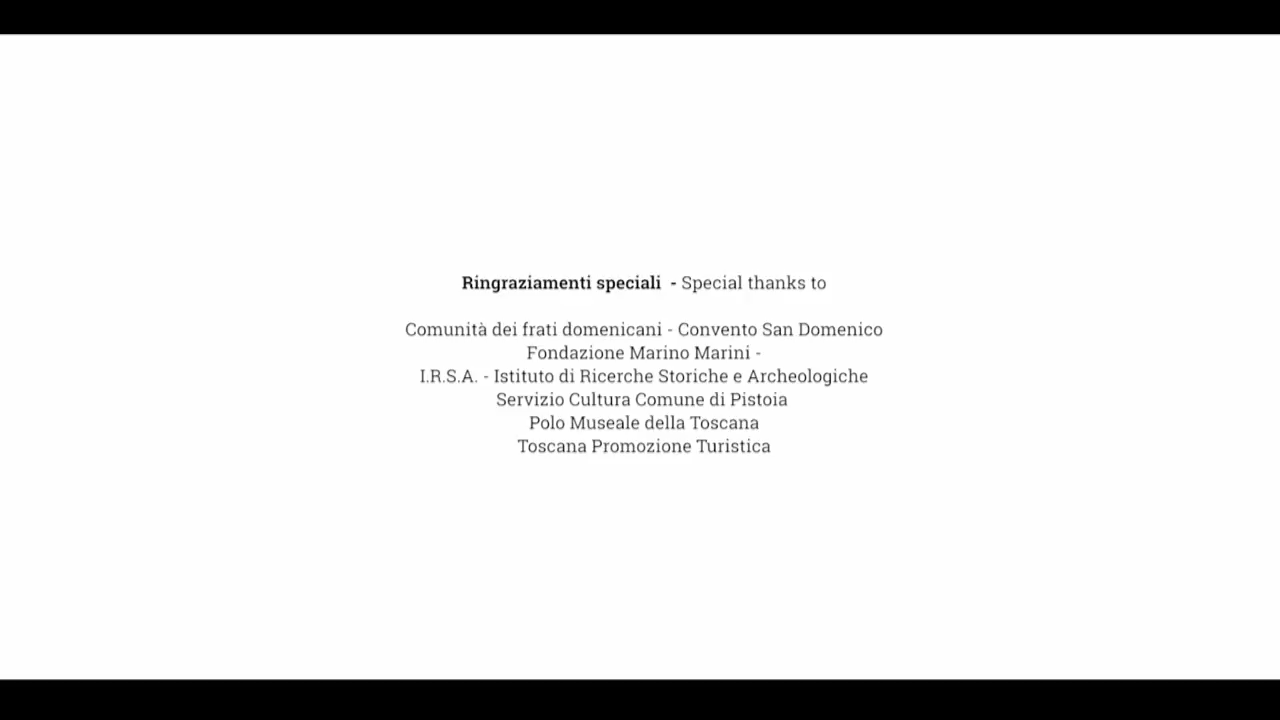 Ringraziamenti speciali - Special thanks to
Comunità dei frati domenicani - Convento San Domenico
Fondazione Marino Marini -
I.R.S.A. - Istituto di Ricerche Storiche e Archeologiche
Servizio Cultura Comune di Pistoia
Polo Museale della Toscana
Toscana Promozione Turistica